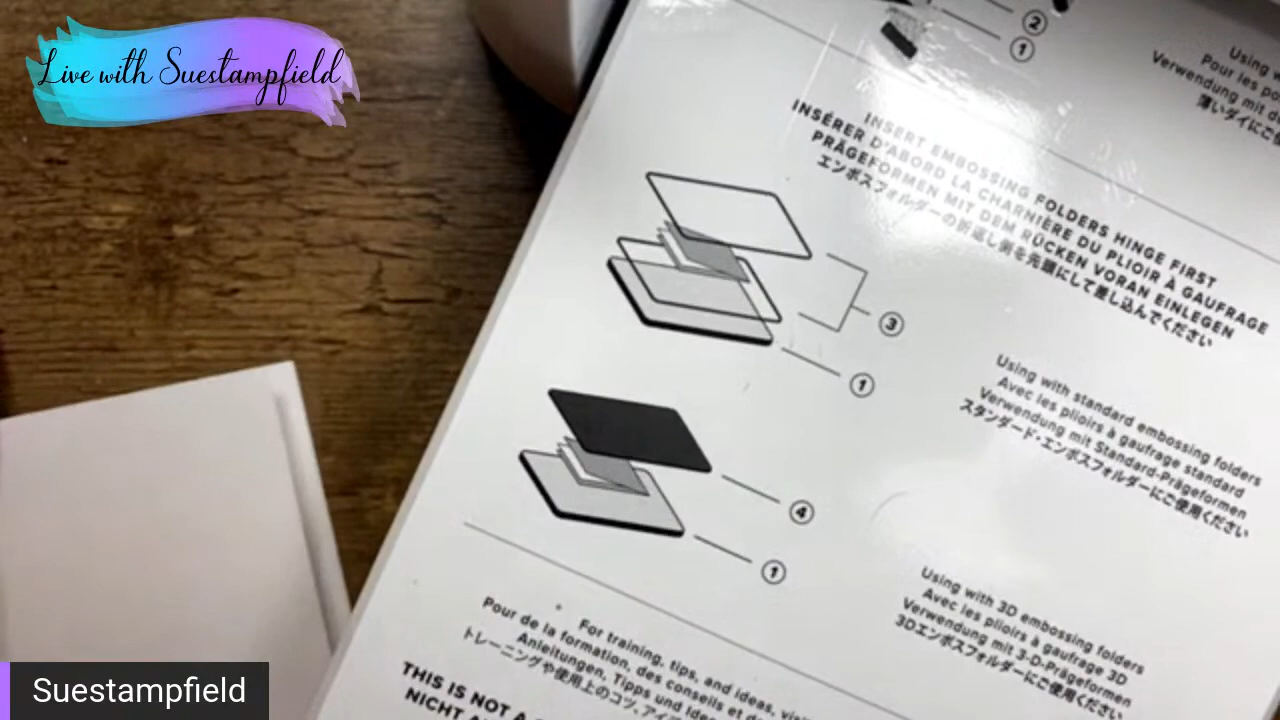 Live with Suestampfield
②
①
Using
Pour les
Verwendung mit
薄いダイにご
INSERT EMBOSSING FOLDERS HINGE FIRST
INSÉRER D'ABORD LA CHARNIÈRE DU PLIOIR À GAUFRAGE
PRÄGEFORMEN MIT DEM RÜCKEN VORAN EINLEGEN
エンボスフォルダーの折返し側を先頭にして差し込んでください
③
①
Using with standard embossing folders
Avec les plioirs à gaufrage standard
Verwendung mit Standard-Prägeformen
スタンダード・エンボスフォルダーにご使用ください
④
①
Using with 3D embossing folders
Avec les plioirs à gaufrage 3D
Verwendung mit 3-D-Prägeformen
3Dエンボスフォルダーにご使用ください
For training, tips, and ideas,
Pour de la formation, des conseils et
Anleitungen, Tipps und
トレーニングや使用上のコツ、
THIS IS NOT A
NICHT
Suestampfield